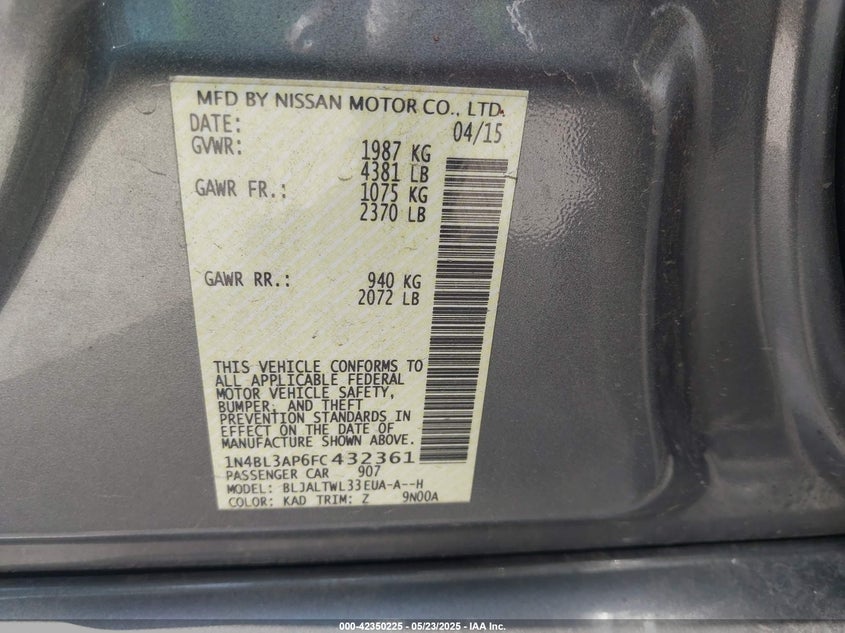 MFD BY NISSAN MOTOR CO., LTD.
DATE: 04/15
GVWR: 1987 KG
4381 LB
GAWR FR.: 1075 KG
2370 LB
GAWR RR.: 940 KG
2072 LB
THIS VEHICLE CONFORMS TO
ALL APPLICABLE FEDERAL
MOTOR VEHICLE SAFETY,
BUMPER, AND THEFT
PREVENTION STANDARDS IN
EFFECT ON THE DATE OF
MANUFACTURE SHOWN ABOVE.
1N4BL3AP6FC432361
PASSENGER CAR 907
MODEL: BLJALTWL33EUA-A--H
COLOR: KAD TRIM: Z 9N00A
000-42350225 - 05/23/2025 - IAA Inc.